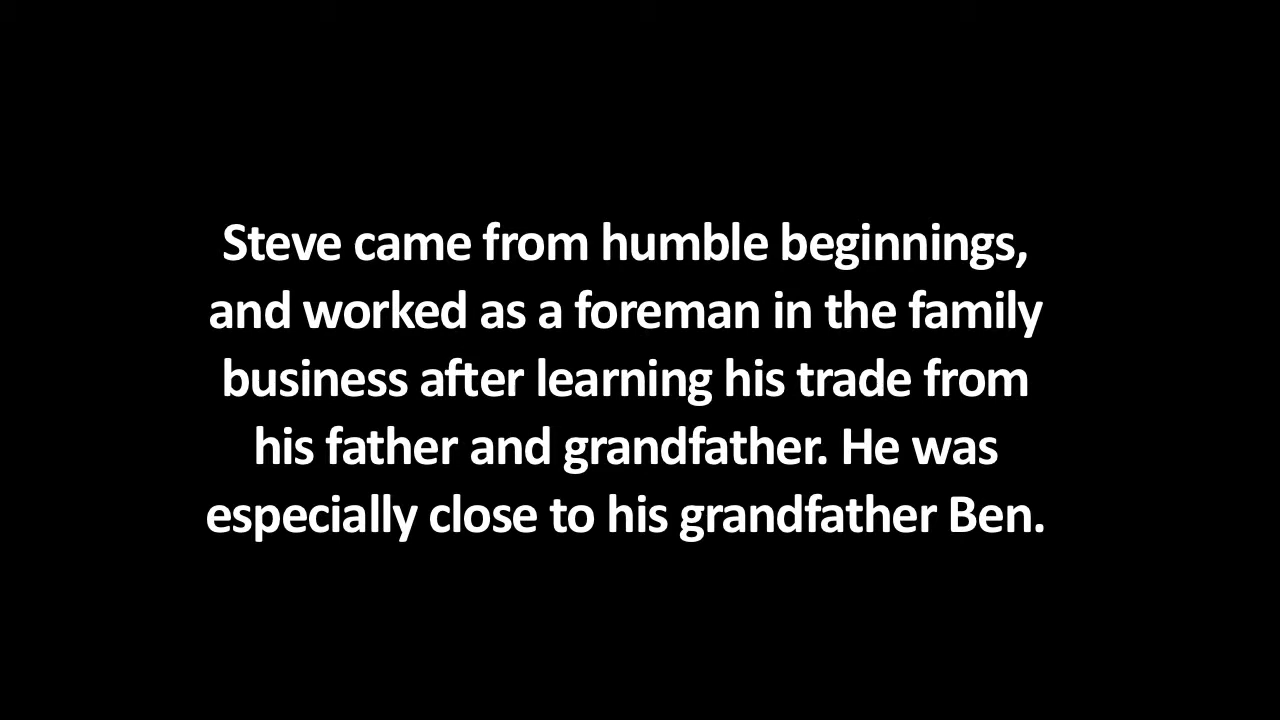 Steve came from humble beginnings,
and worked as a foreman in the family
business after learning his trade from
his father and grandfather. He was
especially close to his grandfather Ben.